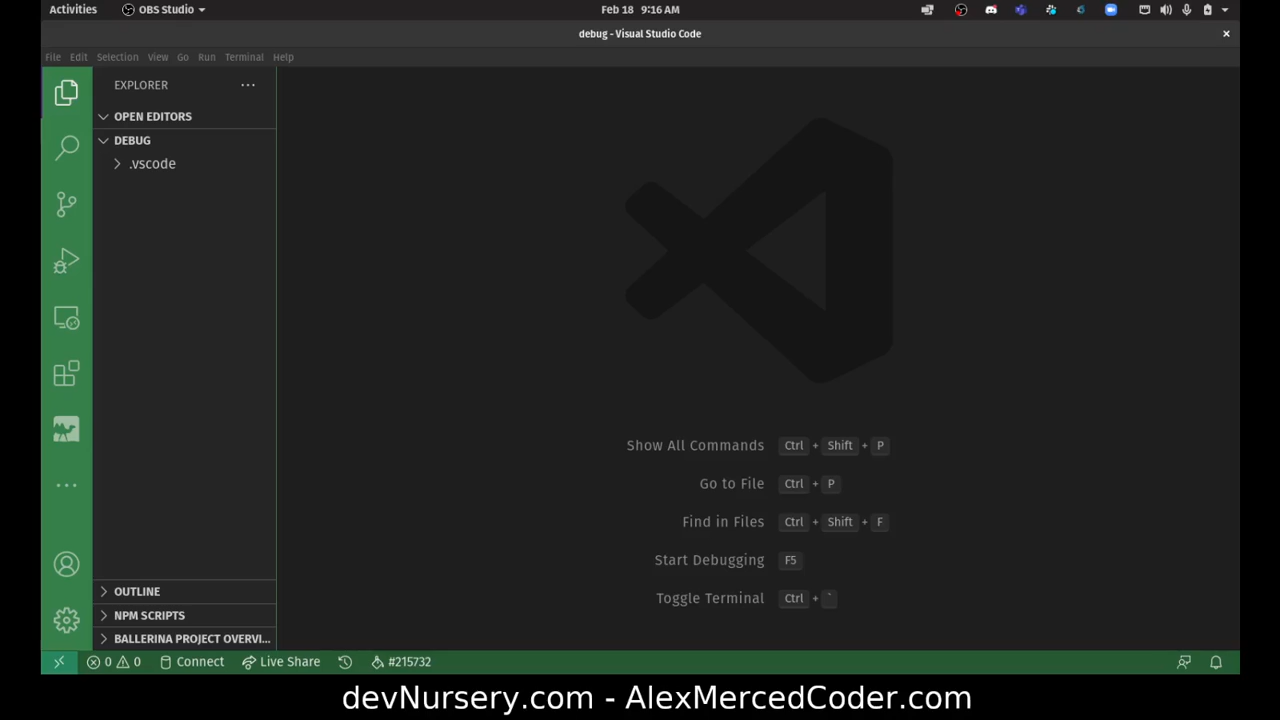 Activities OBS Studio Feb 18 9:16 AM
debug - Visual Studio Code
File Edit Selection View Go Run Terminal Help
EXPLORER
OPEN EDITORS
DEBUG
.vscode
Show All Commands Ctrl + Shift + P
Go to File Ctrl + P
Find in Files Ctrl + Shift + F
Start Debugging F5
Toggle Terminal Ctrl + `
OUTLINE
NPM SCRIPTS
BALLERINA PROJECT OVERVI...
0 0 Connect Live Share #215732
devNursery.com - AlexMercedCoder.com